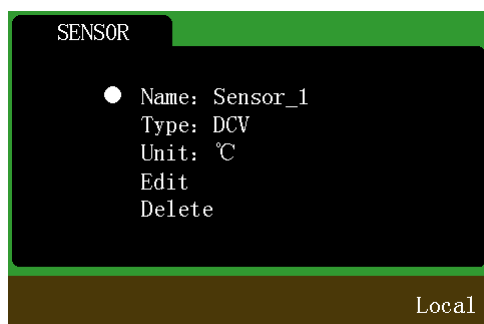 SENSOR
Name: Sensor_1
Type: DCV
Unit: ℃
Edit
Delete
Local